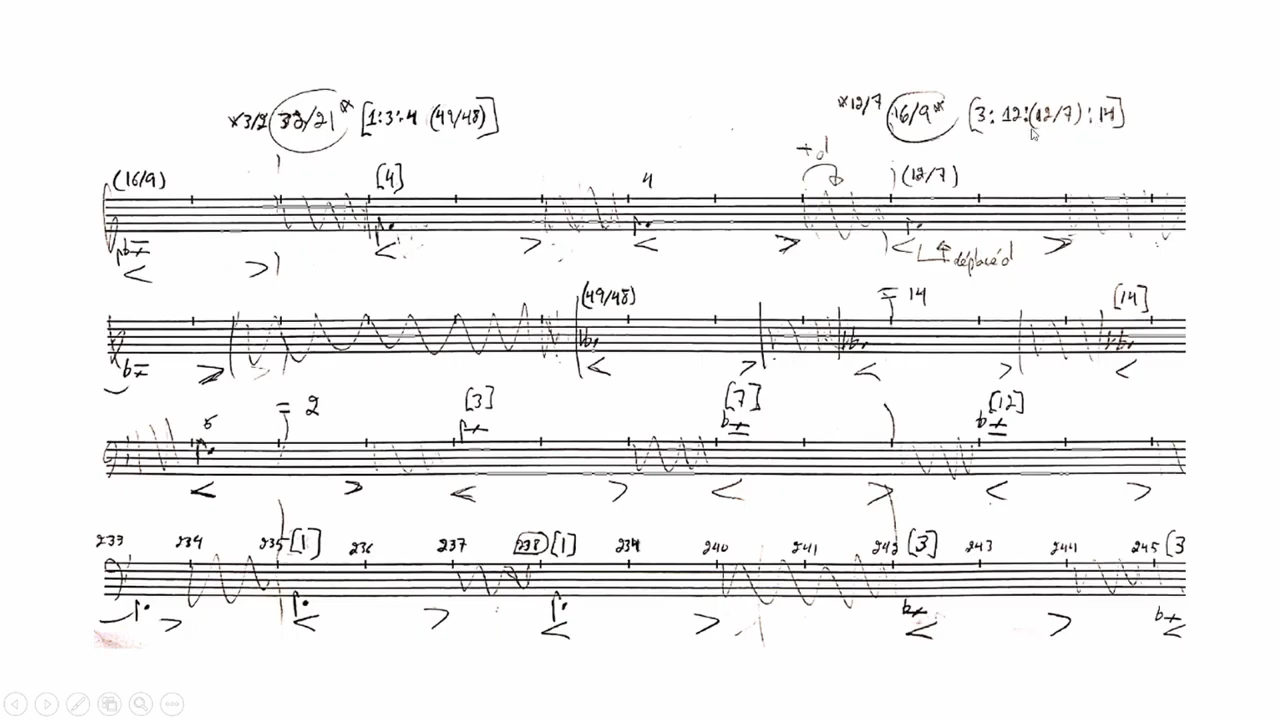 *3/2 32/21* [1:3:4 (49/48)]
*12/7 16/9* [3: 12:(12/7):14]
+d
(16/9) [4] 4 (12/7)
déplacé d
(49/48) = 14 [14]
5 = 2 [3] [7] [12]
233 234 235 [1] 236 237 238 [1] 239 240 241 242 [3] 243 244 245 [3